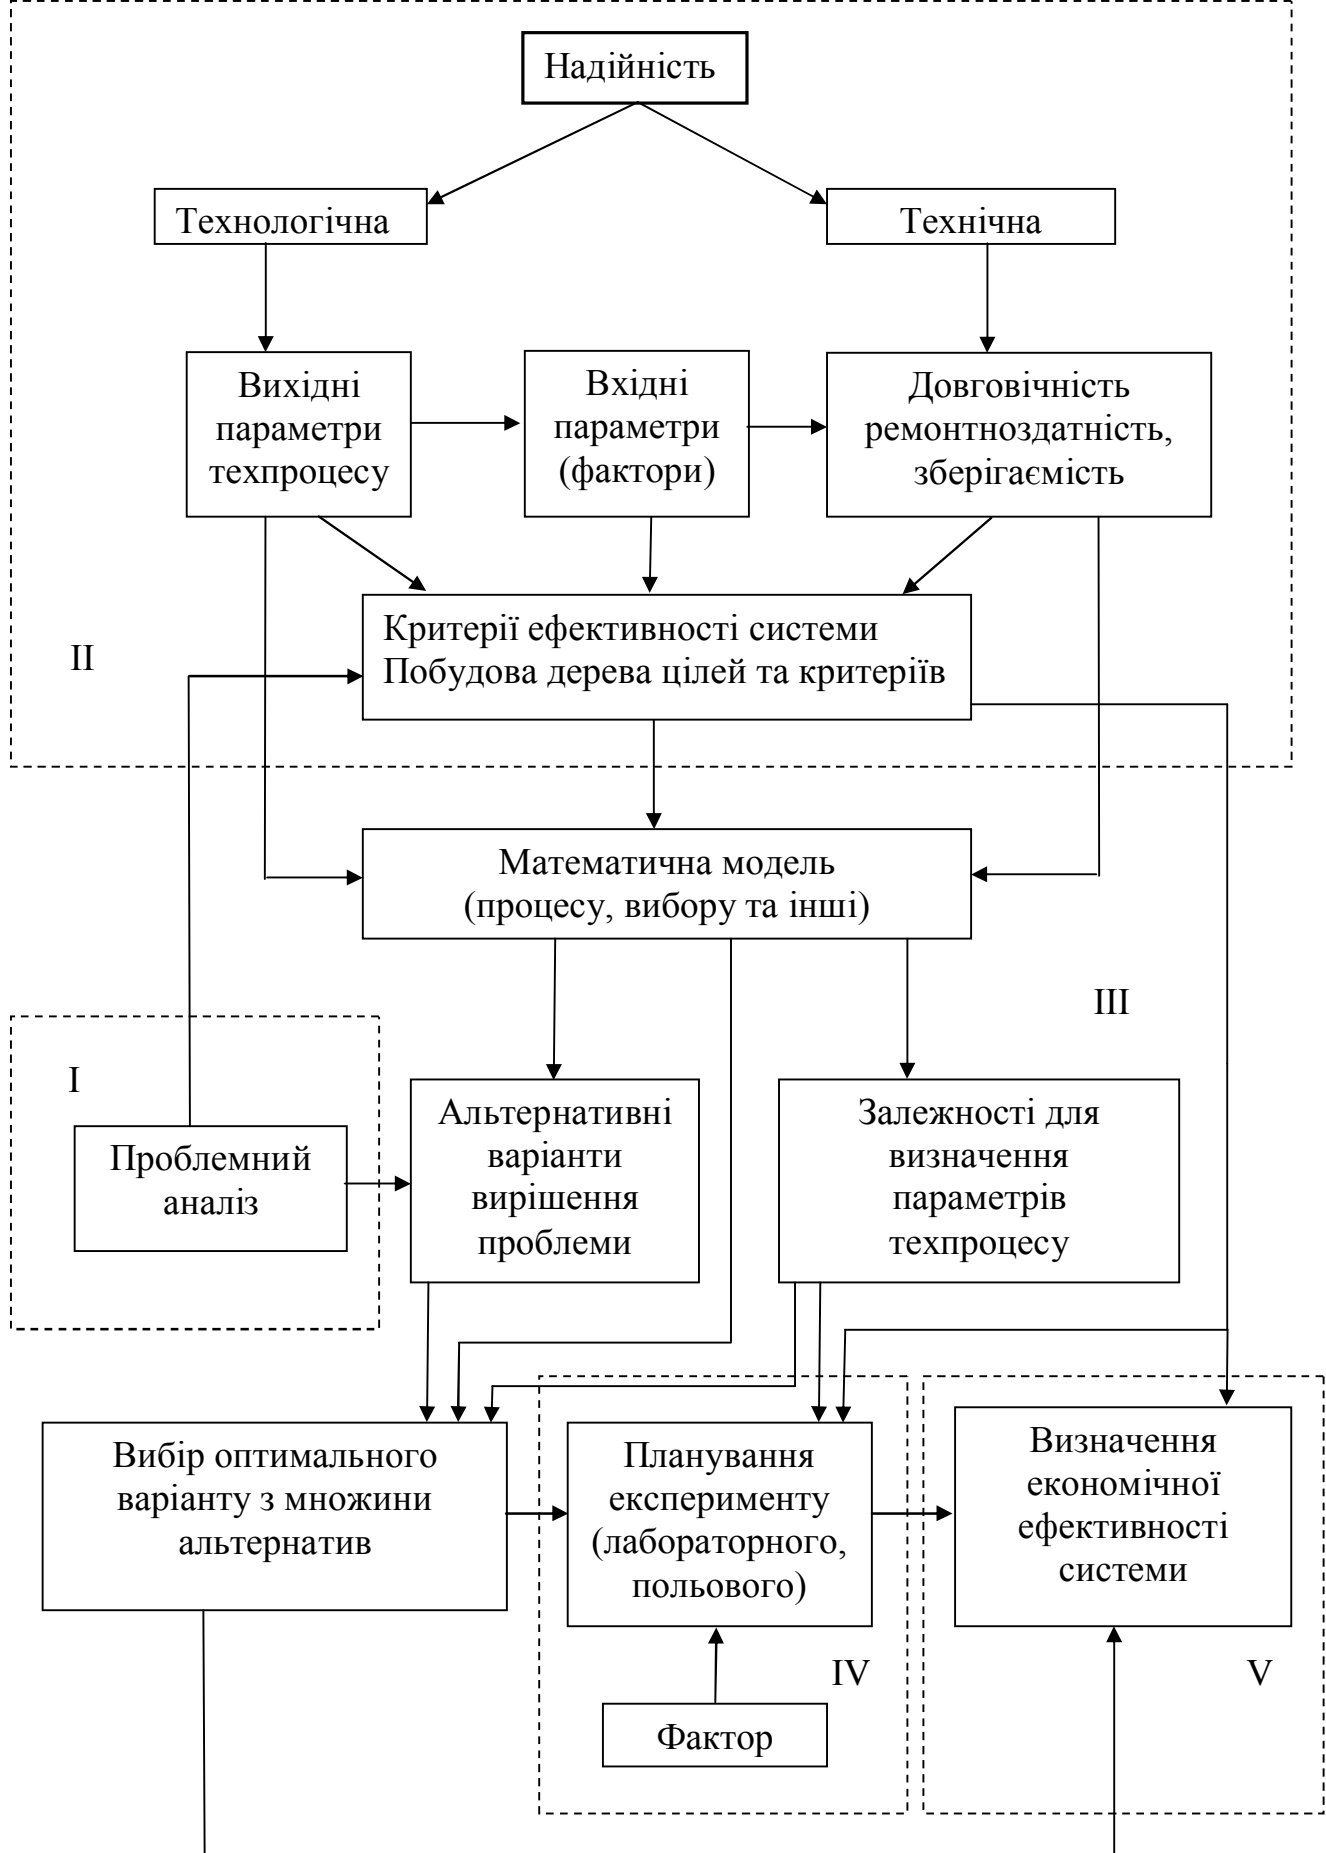 Надійність
Технологічна
Технічна
Вихідні
параметри
техпроцесу
Вхідні
параметри
(фактори)
Довговічність
ремонтноздатність,
зберігаємість
Критерії ефективності системи
Побудова дерева цілей та критеріїв
II
Математична модель
(процесу, вибору та інші)
III
I
Проблемний
аналіз
Альтернативні
варіанти
вирішення
проблеми
Залежності для
визначення
параметрів
техпроцесу
Вибір оптимального
варіанту з множини
альтернатив
Планування
експерименту
(лабораторного,
польового)
Визначення
економічної
ефективності
системи
IV
V
Фактор